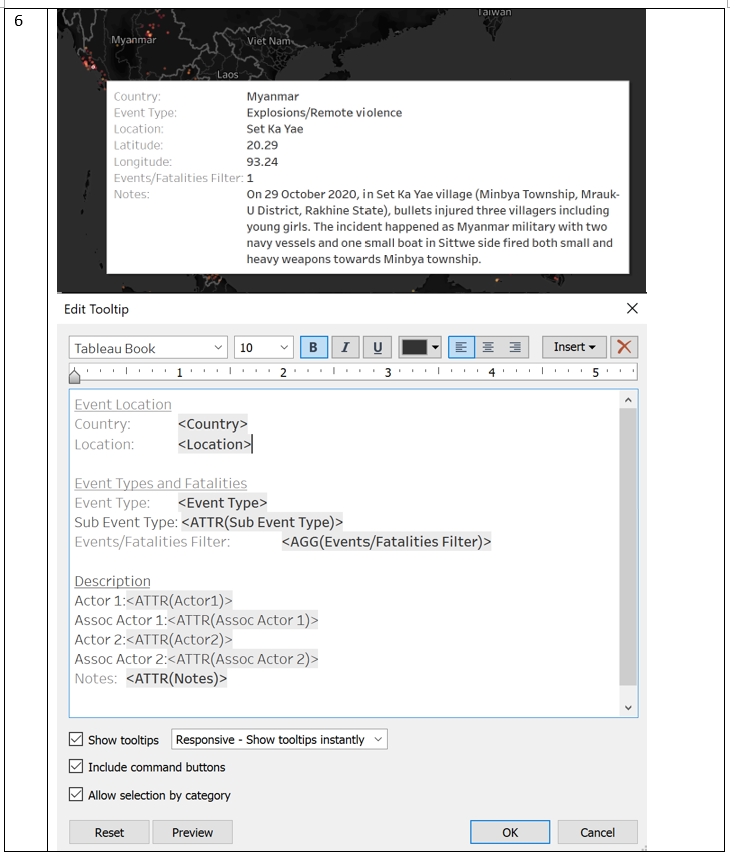 6
Taiwan
Myanmar
Viet Nam
Laos
Country: Myanmar
Event Type: Explosions/Remote violence
Location: Set Ka Yae
Latitude: 20.29
Longitude: 93.24
Events/Fatalities Filter: 1
Notes: On 29 October 2020, in Set Ka Yae village (Minbya Township, Mrauk-
U District, Rakhine State), bullets injured three villagers including
young girls. The incident happened as Myanmar military with two
navy vessels and one small boat in Sittwe side fired both small and
heavy weapons towards Minbya township.
Edit Tooltip
Tableau Book 10 B I U Insert
1 2 3 4 5
Event Location
Country: <Country>
Location: <Location>
Event Types and Fatalities
Event Type: <Event Type>
Sub Event Type: <ATTR(Sub Event Type)>
Events/Fatalities Filter: <AGG(Events/Fatalities Filter)>
Description
Actor 1:<ATTR(Actor1)>
Assoc Actor 1:<ATTR(Assoc Actor 1)>
Actor 2:<ATTR(Actor2)>
Assoc Actor 2:<ATTR(Assoc Actor 2)>
Notes: <ATTR(Notes)>
Show tooltips Responsive - Show tooltips instantly
Include command buttons
Allow selection by category
Reset Preview OK Cancel